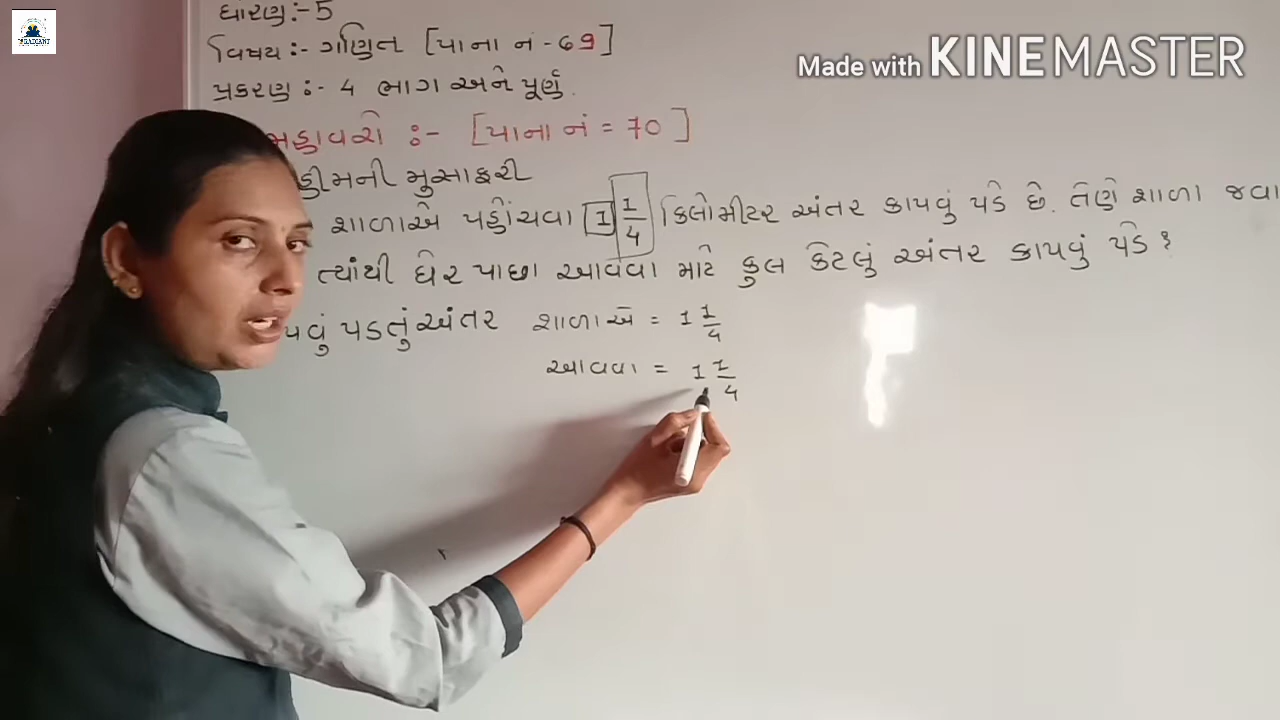 ધોરણ:- 5
Made with KINEMASTER
વિષય :- ગણિત [પાના નં - 69]
પ્રકરણ :- 4 ભાગ અને પૂર્ણ.
મહાવરો :- [પાના નં = 70]
મુસાફરી
શાળાએ પહોંચવા 1 1/4 કિલોમીટર અંતર કાપવું પડે છે. તેણે શાળા જવા
ત્યાંથી ઘેર પાછા આવવા માટે કુલ કેટલું અંતર કાપવું પડે ?
પડતું અંતર શાળાએ = 1 1/4
આવવા = 1 1/4